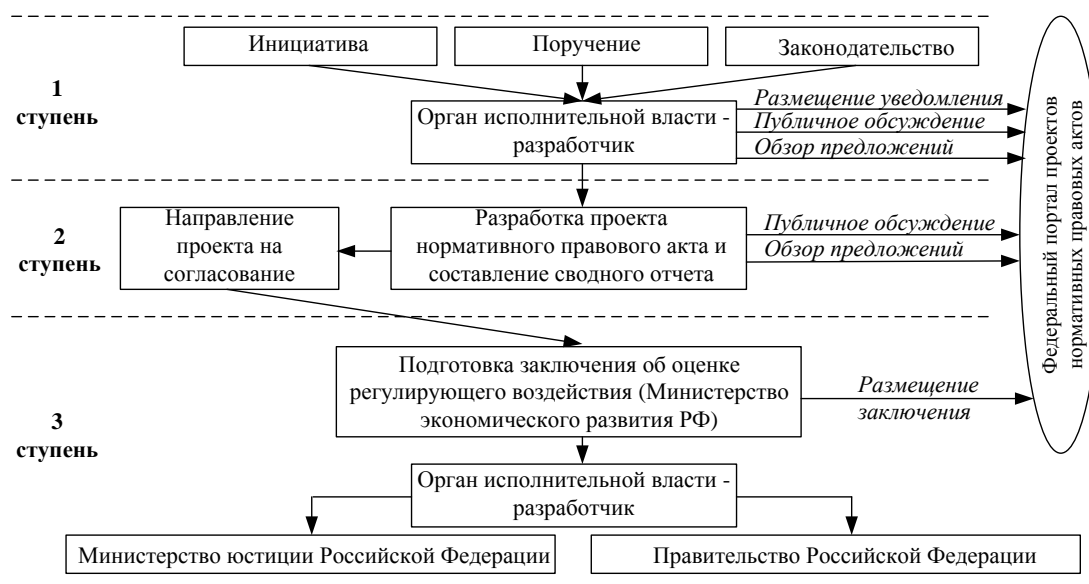 Инициатива
Поручение
Законодательство
1
ступень
Орган исполнительной власти -
разработчик
Размещение уведомления
Публичное обсуждение
Обзор предложений
2
ступень
Направление
проекта на
согласование
Разработка проекта
нормативного правового акта и
составление сводного отчета
Публичное обсуждение
Обзор предложений
Федеральный портал проектов
нормативных правовых актов
3
ступень
Подготовка заключения об оценке
регулирующего воздействия (Министерство
экономического развития РФ)
Размещение
заключения
Орган исполнительной власти -
разработчик
Министерство юстиции Российской Федерации
Правительство Российской Федерации